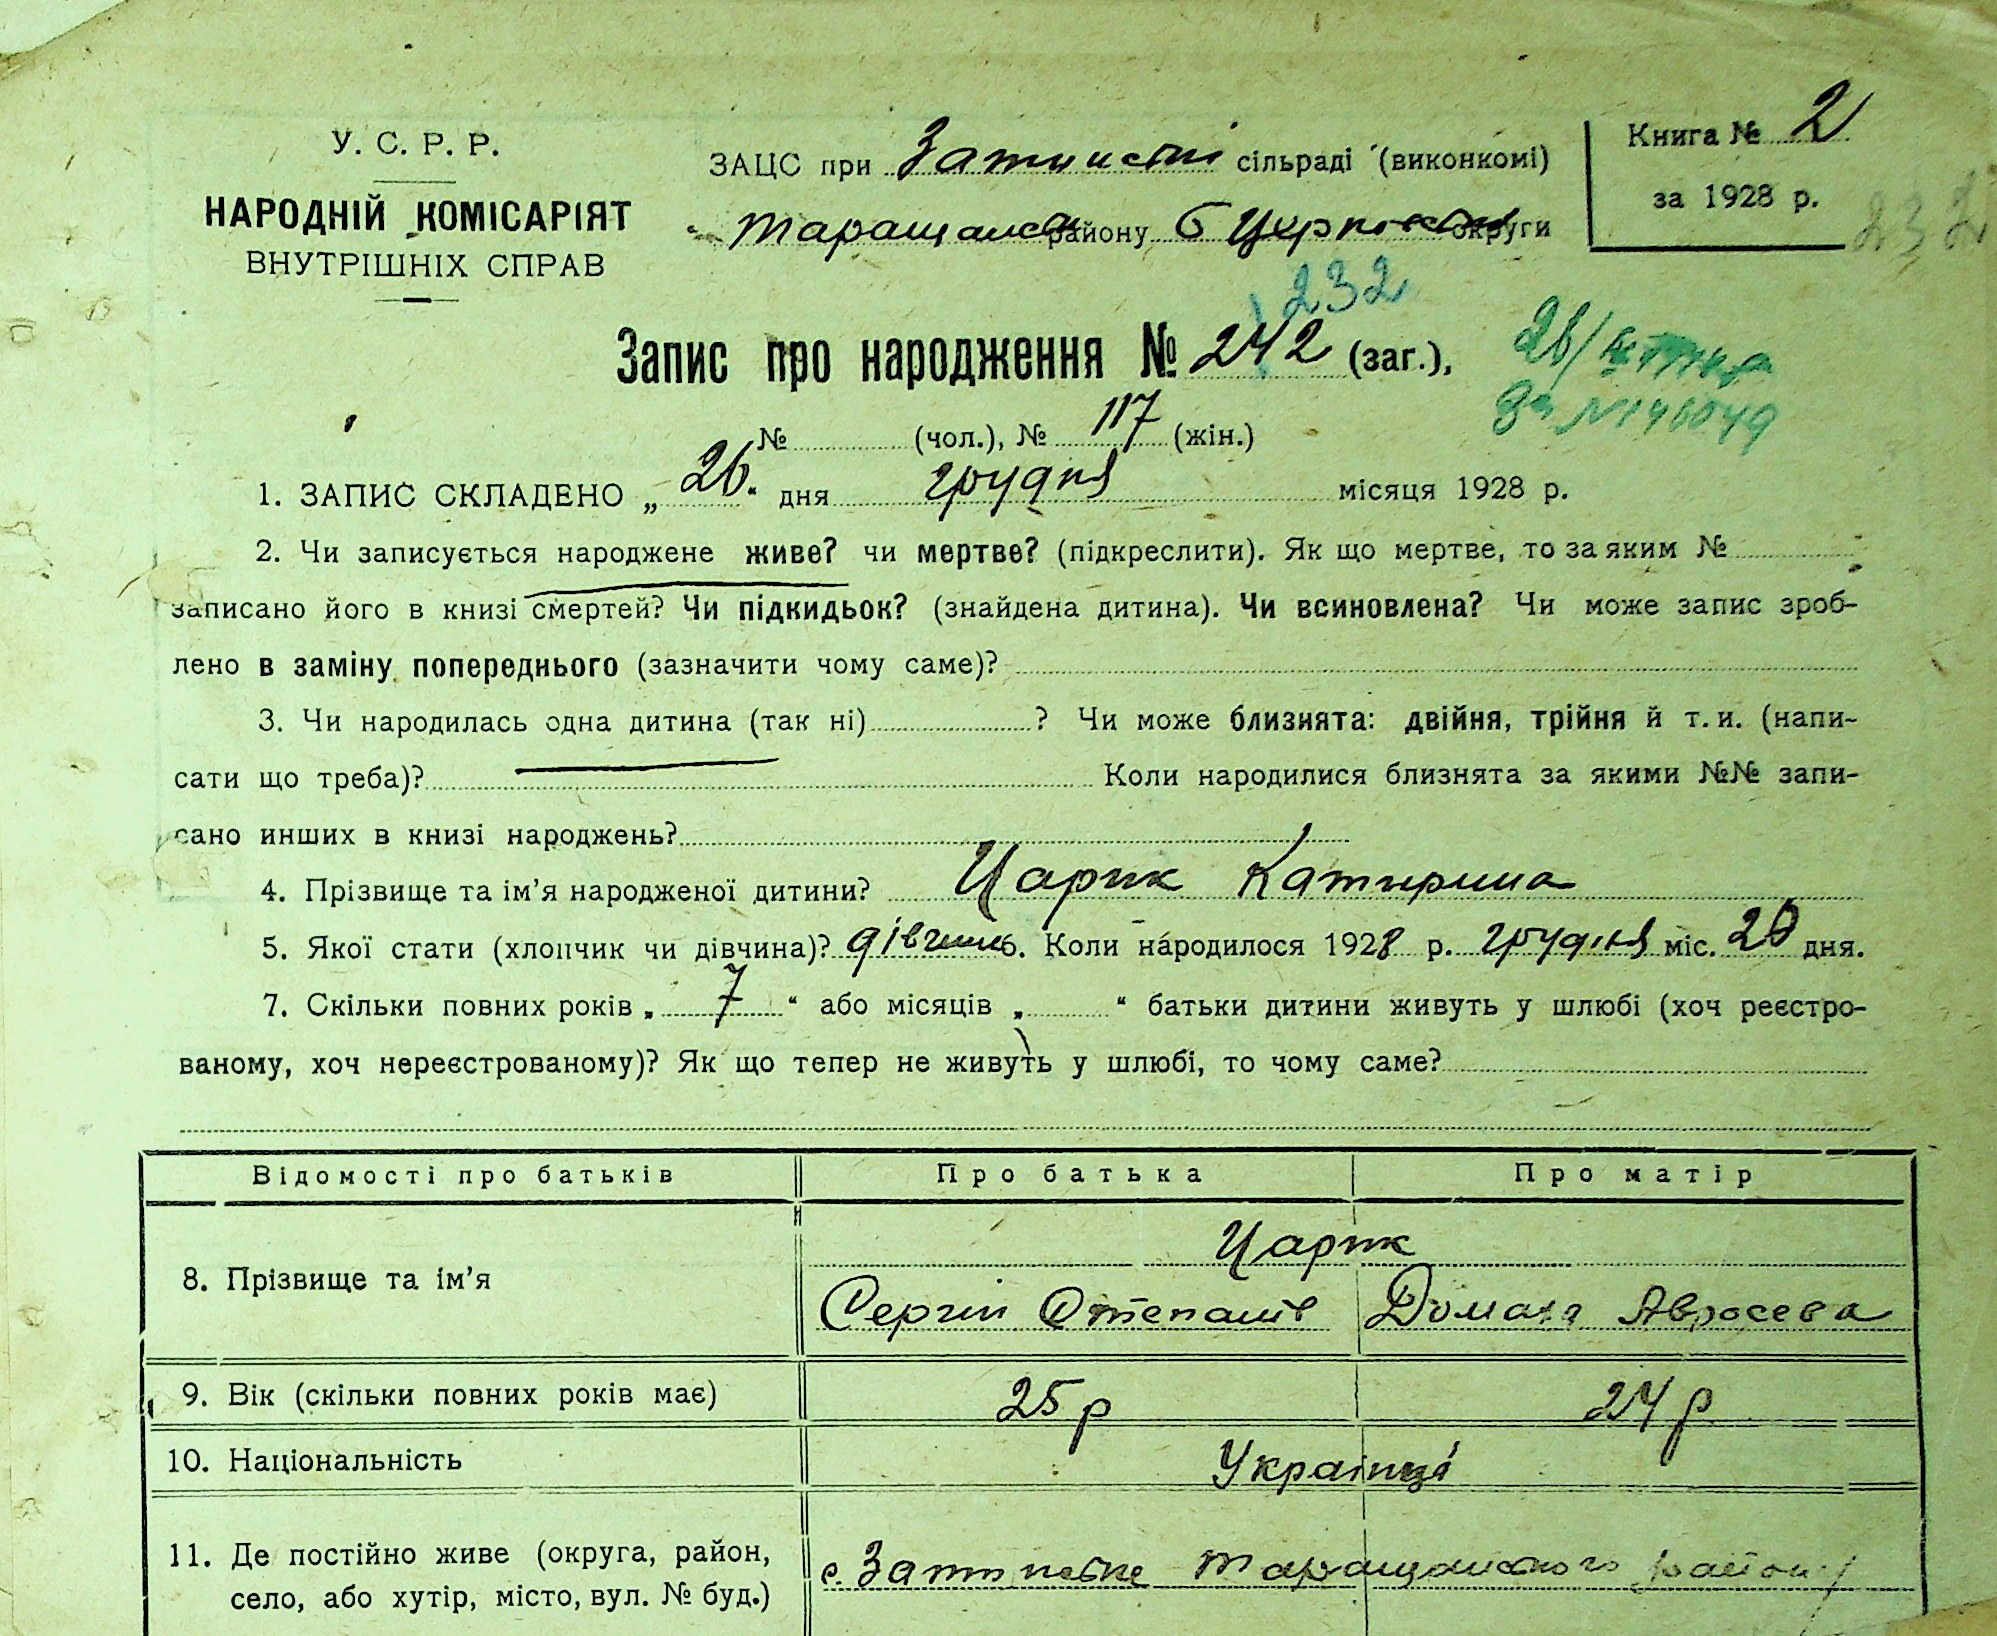 У. С. Р. Р.
НАРОДНІЙ КОМІСАРІЯТ
ВНУТРІШНІХ СПРАВ
ЗАЦС при сільраді (виконкомі)
району Б Церківської округи
Книга № 2
за 1928 р.
232
232
Запис про народження № 242 (заг.),
№ (чол.), № 117 (жін.)
1. ЗАПИС СКЛАДЕНО „ 26 “ дня грудня місяця 1928 р.
2. Чи записується народжене живе? чи мертве? (підкреслити). Як що мертве, то за яким №
записано його в книзі смертей? Чи підкидьок? (знайдена дитина). Чи всиновлена? Чи може запис зроб-
лено в заміну попереднього (зазначити чому саме)?
3. Чи народилась одна дитина (так ні) ? Чи може близнята: двійня, трійня й т. и. (напи-
сати що треба)? Коли народилися близнята за якими №№ запи-
сано инших в книзі народжень?
4. Прізвище та ім’я народженої дитини? Царик Катирина
5. Якої стати (хлопчик чи дівчина)? 6. Коли народилося 1928 р. грудня міс. 20 дня.
7. Скільки повних років „ 7 “ або місяців „ “ батьки дитини живуть у шлюбі (хоч реєстро-
ваному, хоч нереєстрованому)? Як що тепер не живуть у шлюбі, то чому саме?
Відомості про батьків Про батька Про матір
8. Прізвище та ім’я Царик
Сергій Степанів Домаха Авросєва
9. Вік (скільки повних років має) 25 р 24 р
10. Національність Українці
11. Де постійно живе (округа, район,
село, або хутір, місто, вул. № буд.)
с. Таращанського району